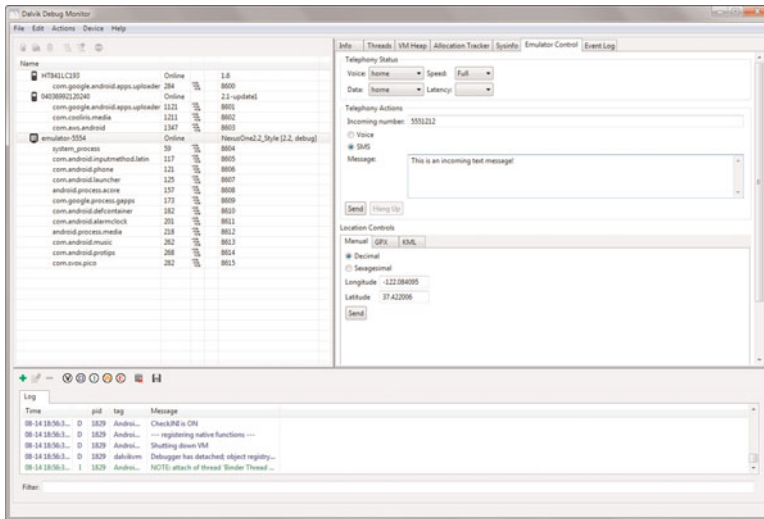 Dalvik Debug Monitor
File Edit Actions Device Help
Name
HT841LC193 Online 1.6
com.google.android.apps.uploader 284 8600
04036992120240 Online 2.1-update1
com.google.android.apps.uploader 1121 8601
com.cooliris.media 1211 8602
com.aws.android 1347 8603
emulator-5554 Online NexusOne2.2_Style [2.2, debug]
system_process 59 8604
com.android.inputmethod.latin 117 8605
com.android.phone 121 8606
com.android.launcher 125 8607
android.process.acore 157 8608
com.google.process.gapps 173 8609
com.android.defcontainer 182 8610
com.android.alarmclock 201 8611
android.process.media 218 8612
com.android.music 262 8613
com.android.protips 268 8614
com.svox.pico 282 8615
Info Threads VM Heap Allocation Tracker Sysinfo Emulator Control Event Log
Telephony Status
Voice: home Speed: Full
Data: home Latency:
Telephony Actions
Incoming number: 5551212
Voice
SMS
Message: This is an incoming text message!
Send Hang Up
Location Controls
Manual GPX KML
Decimal
Sexagesimal
Longitude -122.084095
Latitude 37.422006
Send
V D I W E
Log
Time pid tag Message
08-14 18:56:3... D 1829 Androi... CheckJNI is ON
08-14 18:56:3... D 1829 Androi... --- registering native functions ---
08-14 18:56:3... D 1829 Androi... Shutting down VM
08-14 18:56:3... D 1829 dalvikvm Debugger has detached; object registry...
08-14 18:56:3... I 1829 Androi... NOTE: attach of thread 'Binder Thread ...
Filter: